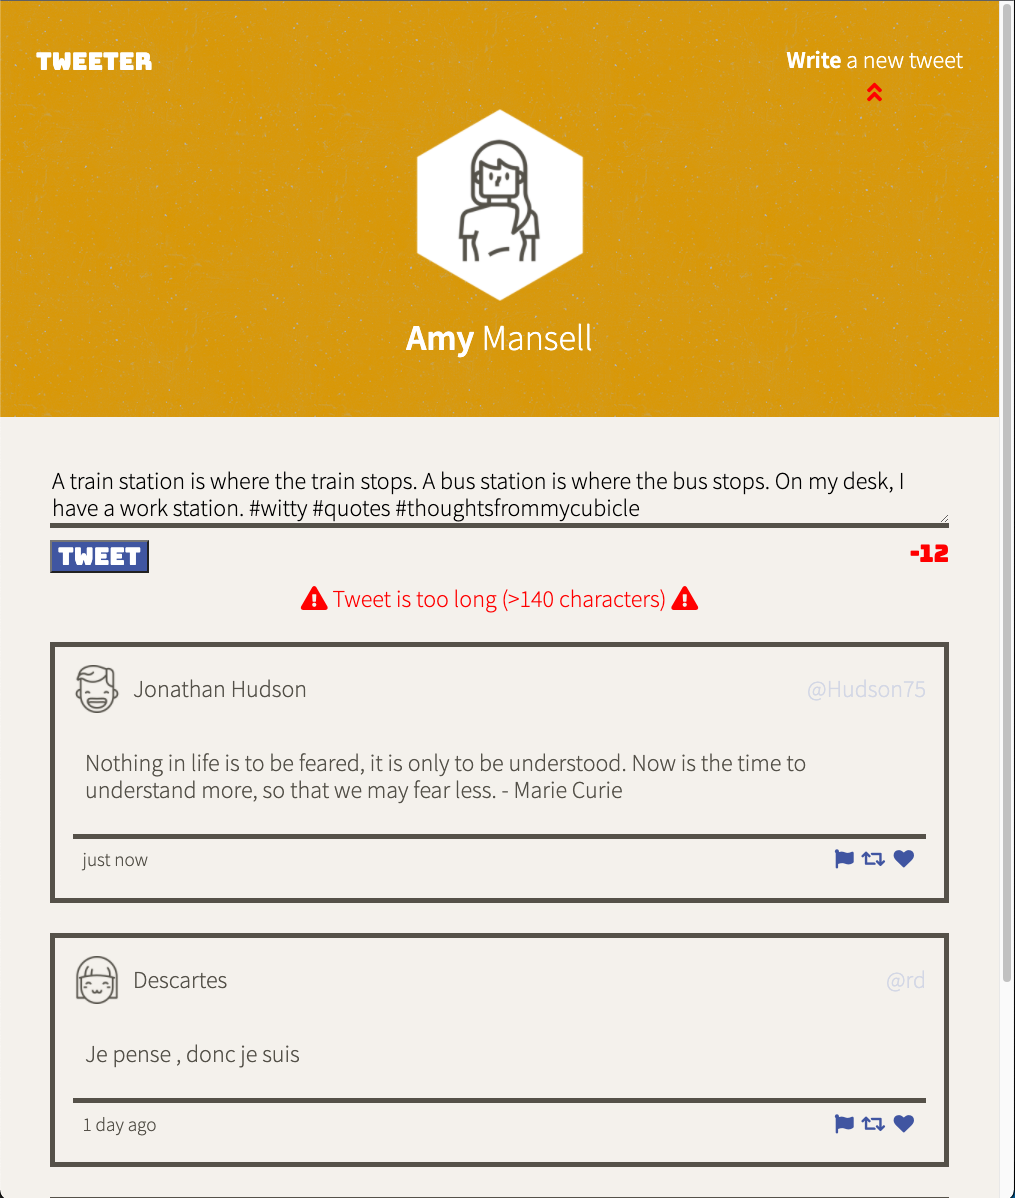 TWEETER
Write a new tweet
Amy Mansell
A train station is where the train stops. A bus station is where the bus stops. On my desk, I
have a work station. #witty #quotes #thoughtsfrommycubicle
TWEET
-12
Tweet is too long (>140 characters)
Jonathan Hudson
@Hudson75
Nothing in life is to be feared, it is only to be understood. Now is the time to
understand more, so that we may fear less. - Marie Curie
just now
Descartes
@rd
Je pense , donc je suis
1 day ago